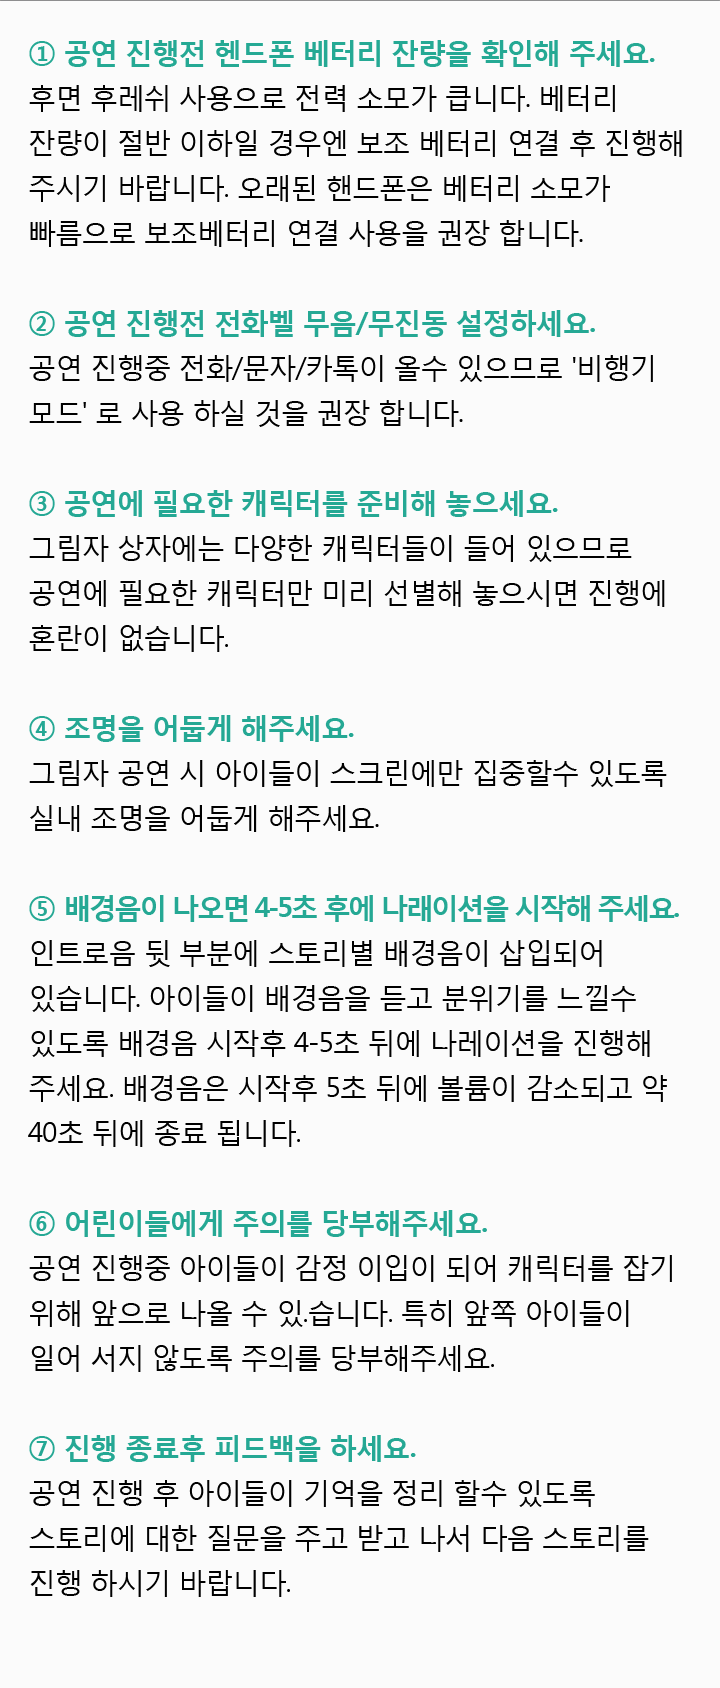 ① 공연 진행전 헨드폰 베터리 잔량을 확인해 주세요.
후면 후레쉬 사용으로 전력 소모가 큽니다. 베터리
잔량이 절반 이하일 경우엔 보조 베터리 연결 후 진행해
주시기 바랍니다. 오래된 핸드폰은 베터리 소모가
빠름으로 보조베터리 연결 사용을 권장 합니다.
② 공연 진행전 전화벨 무음/무진동 설정하세요.
공연 진행중 전화/문자/카톡이 올수 있으므로 '비행기
모드' 로 사용 하실 것을 권장 합니다.
③ 공연에 필요한 캐릭터를 준비해 놓으세요.
그림자 상자에는 다양한 캐릭터들이 들어 있으므로
공연에 필요한 캐릭터만 미리 선별해 놓으시면 진행에
혼란이 없습니다.
④ 조명을 어둡게 해주세요.
그림자 공연 시 아이들이 스크린에만 집중할수 있도록
실내 조명을 어둡게 해주세요.
⑤ 배경음이 나오면 4-5초 후에 나래이션을 시작해 주세요.
인트로음 뒷 부분에 스토리별 배경음이 삽입되어
있습니다. 아이들이 배경음을 듣고 분위기를 느낄수
있도록 배경음 시작후 4-5초 뒤에 나레이션을 진행해
주세요. 배경음은 시작후 5초 뒤에 볼륨이 감소되고 약
40초 뒤에 종료 됩니다.
⑥ 어린이들에게 주의를 당부해주세요.
공연 진행중 아이들이 감정 이입이 되어 캐릭터를 잡기
위해 앞으로 나올 수 있.습니다. 특히 앞쪽 아이들이
일어 서지 않도록 주의를 당부해주세요.
⑦ 진행 종료후 피드백을 하세요.
공연 진행 후 아이들이 기억을 정리 할수 있도록
스토리에 대한 질문을 주고 받고 나서 다음 스토리를
진행 하시기 바랍니다.